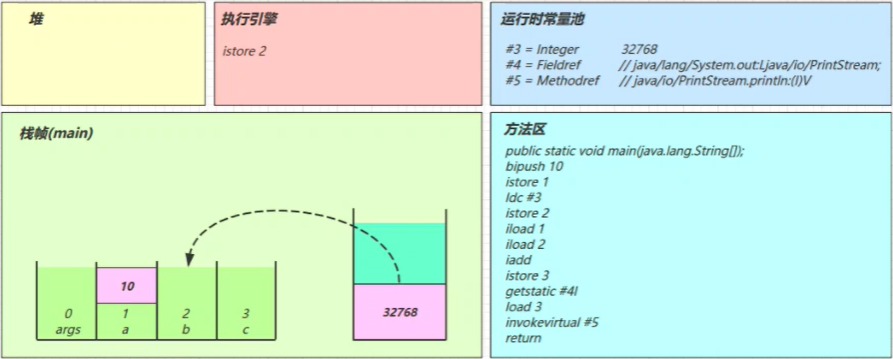 堆
执行引擎
istore 2
运行时常量池
#3 = Integer 32768
#4 = Fieldref // java/lang/System.out:Ljava/io/PrintStream;
#5 = Methodref // java/io/PrintStream.println:(I)V
栈帧(main)
10
0 1 2 3
args a b c
32768
方法区
public static void main(java.lang.String[]);
bipush 10
istore 1
ldc #3
istore 2
iload 1
iload 2
iadd
istore 3
getstatic #4l
load 3
invokevirtual #5
return